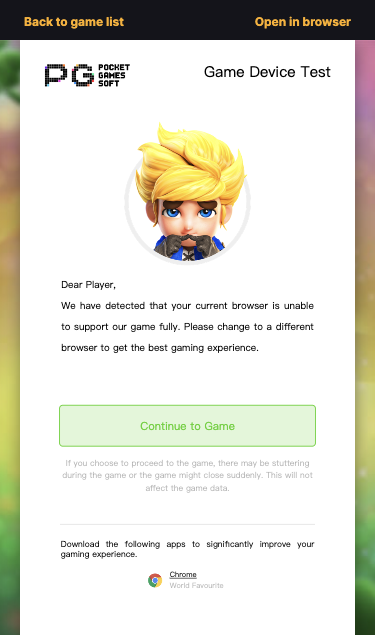 Back to game list
Open in browser
PG POCKET
GAMES
SOFT
Game Device Test
Dear Player,
We have detected that your current browser is unable
to support our game fully. Please change to a different
browser to get the best gaming experience.
Continue to Game
If you choose to proceed to the game, there may be stuttering
during the game or the game might close suddenly. This will not
affect the game data.
Download the following apps to significantly improve your
gaming experience.
Chrome
World Favourite